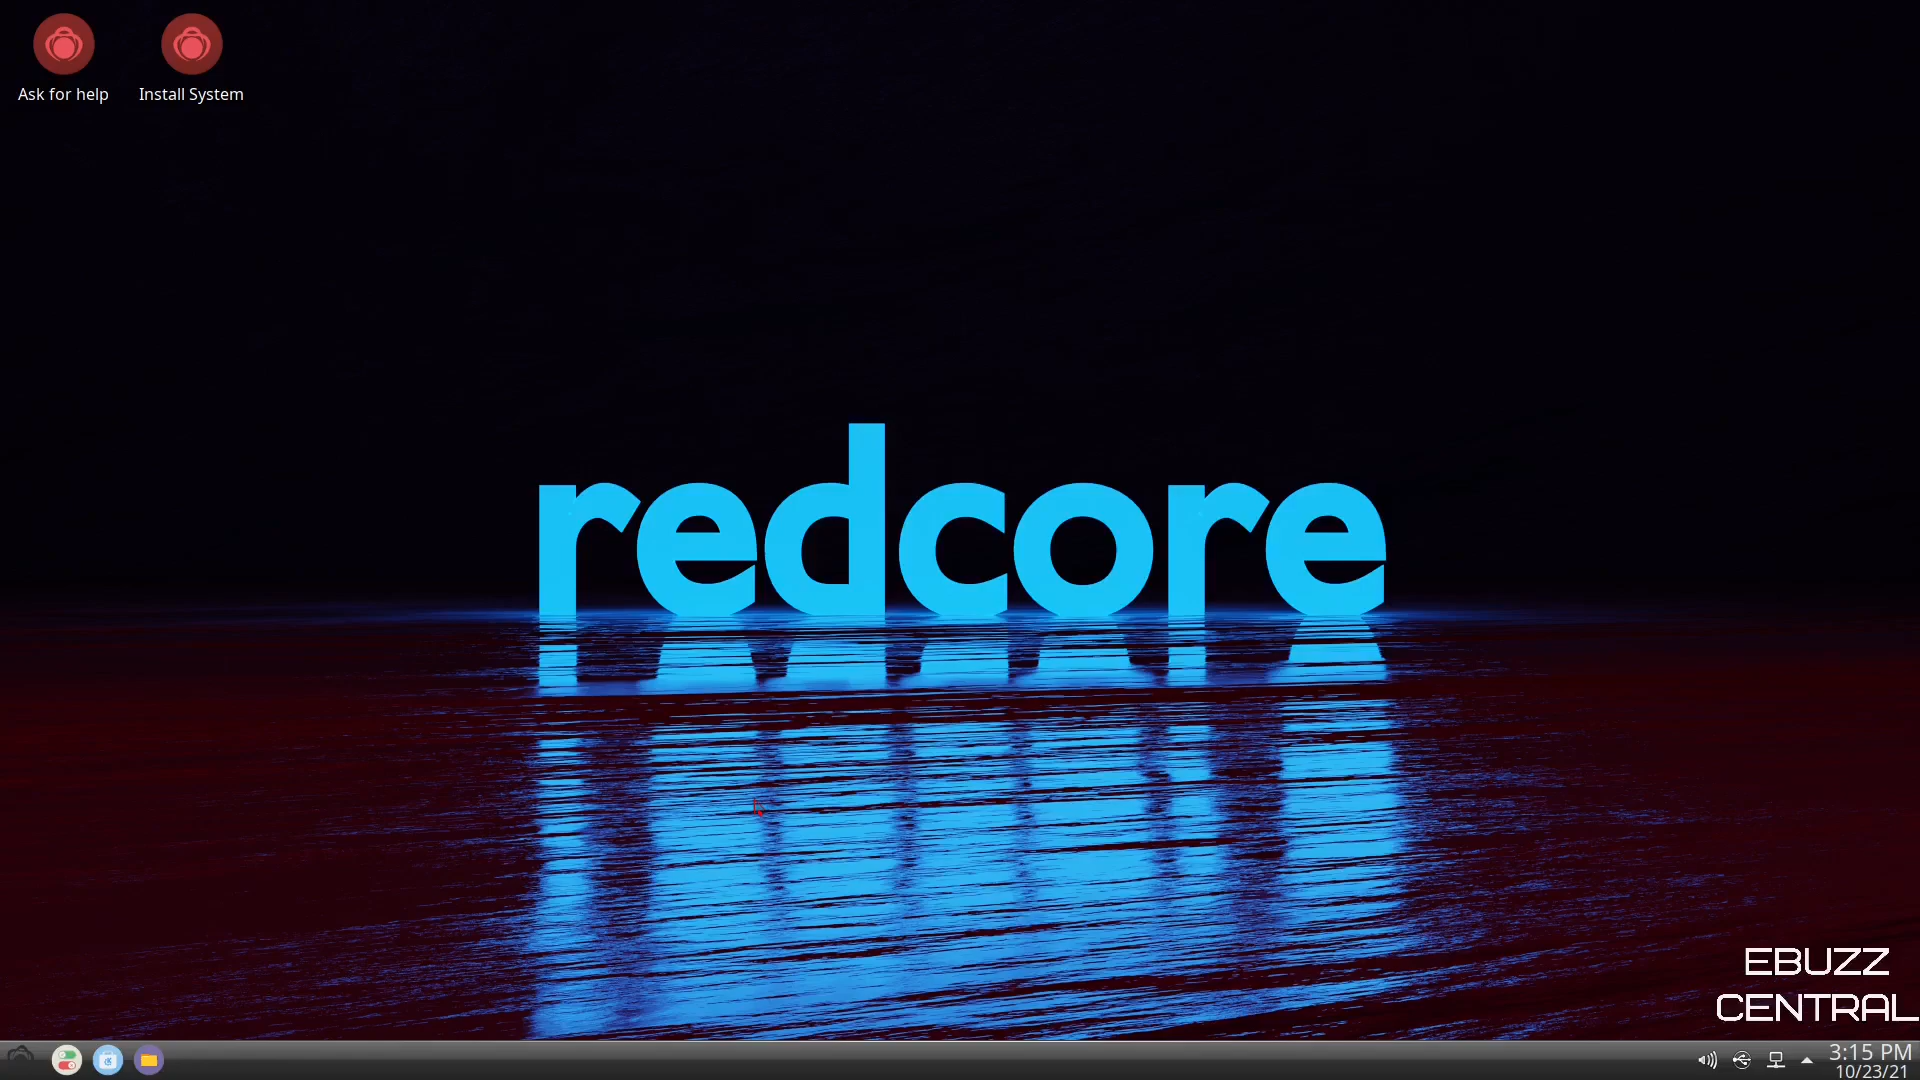 Ask for help
Install System
redcore
EBUZZ
CENTRAL
3:15 PM
10/23/21